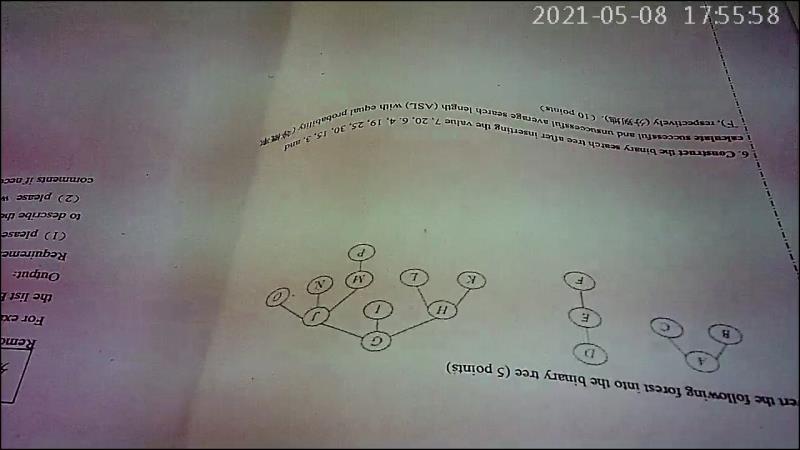 ert the following forest into the binary tree (5 points)
A
B
C
D
E
F
G
H
I
J
K
L
M
N
O
P
6. Construct the binary search tree after inserting the value 7, 20, 6, 4, 19, 25, 30, 15, 3, and
calculate successful and unsuccessful average search length (ASL) with equal probability (等概率
下), respectively (分别地). (10 points)
Remo
For ex
the list
Output:
Requireme
(1) please
to describe the
(2) please w
comments if nece
2021-05-08 17:55:58